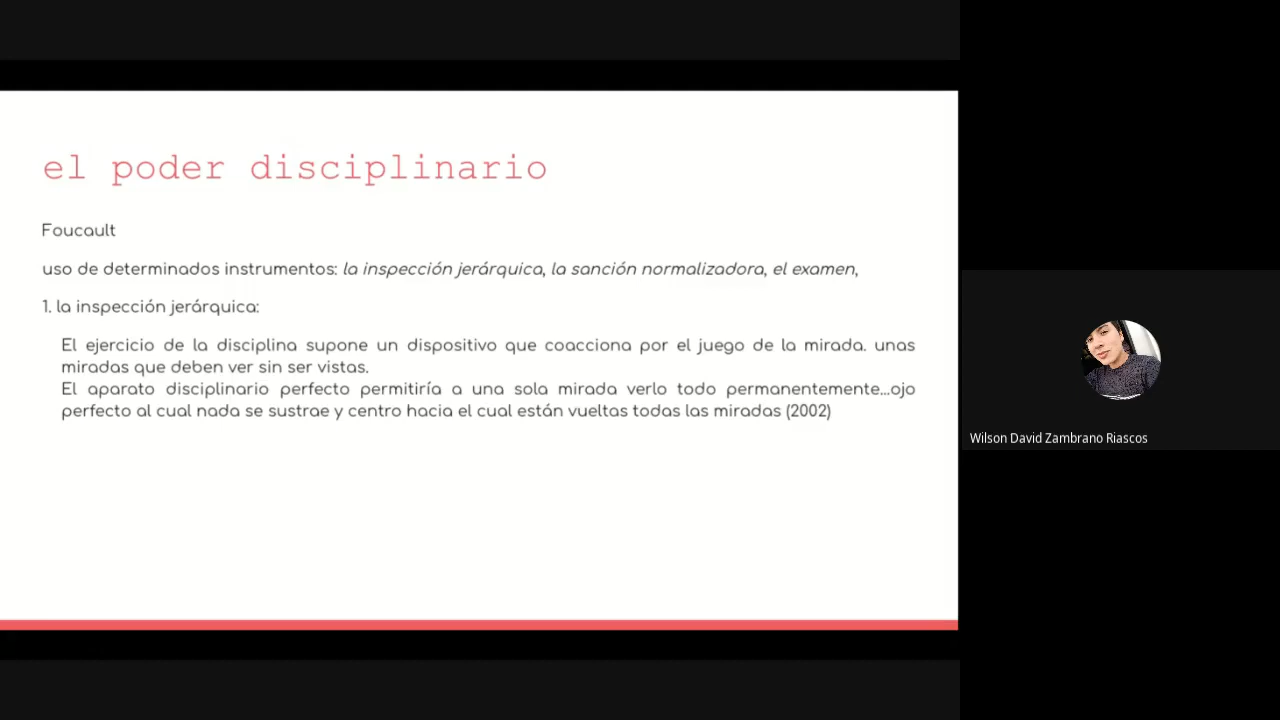 el poder disciplinario
Foucault
uso de determinados instrumentos: la inspección jerárquica, la sanción normalizadora, el examen,
1. la inspección jerárquica:
El ejercicio de la disciplina supone un dispositivo que coacciona por el juego de la mirada. unas
miradas que deben ver sin ser vistas.
El aparato disciplinario perfecto permitiría a una sola mirada verlo todo permanentemente...ojo
perfecto al cual nada se sustrae y centro hacia el cual están vueltas todas las miradas (2002)
Wilson David Zambrano Riascos